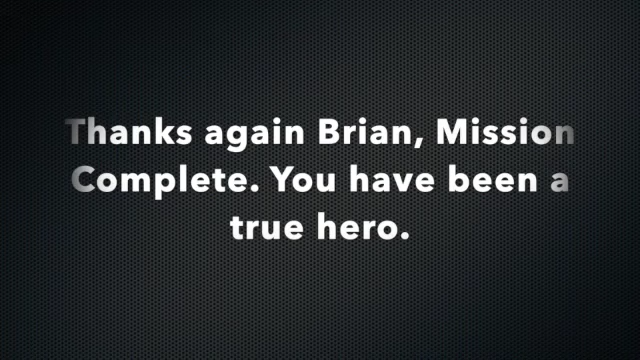 Thanks again Brian, Mission
Complete. You have been a
true hero.